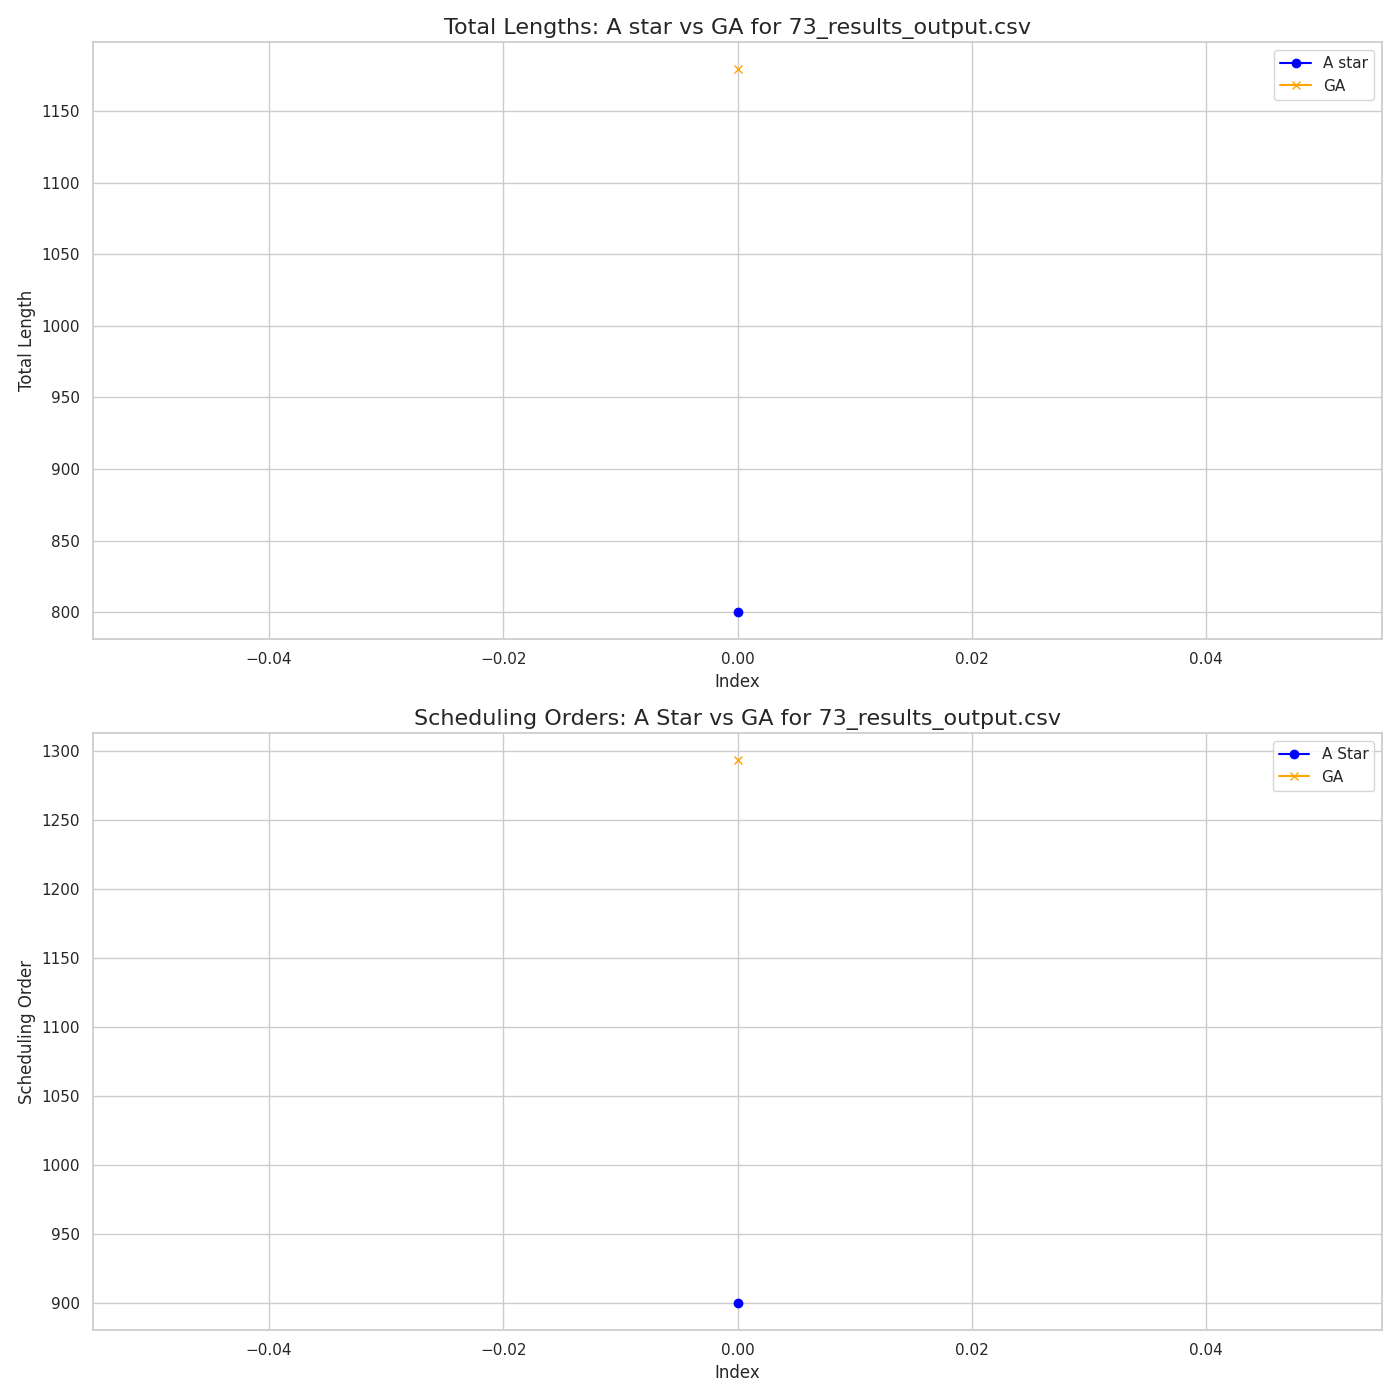 Total Lengths: A star vs GA for 73_results_output.csv
A star
GA
1150
1100
1050
1000
950
900
850
800
Total Length
−0.04
−0.02
0.00
0.02
0.04
Index
Scheduling Orders: A Star vs GA for 73_results_output.csv
A Star
GA
1300
1250
1200
1150
1100
1050
1000
950
900
Scheduling Order
−0.04
−0.02
0.00
0.02
0.04
Index